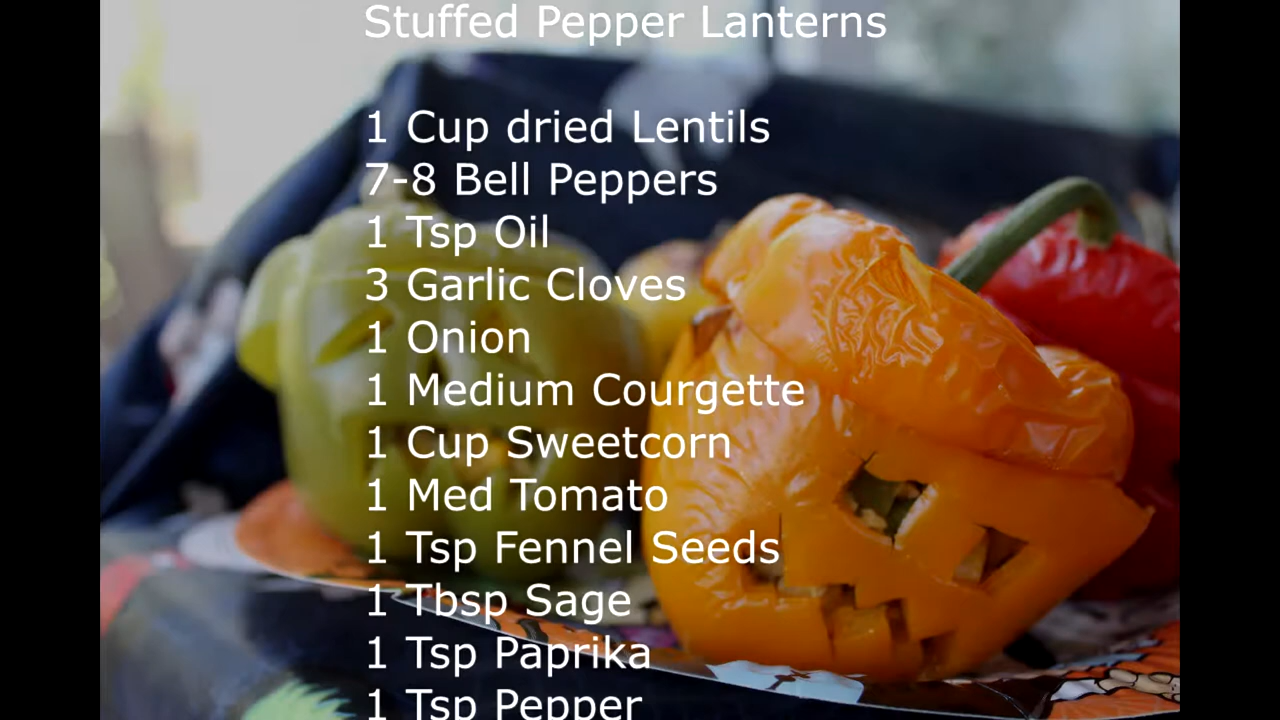 Stuffed Pepper Lanterns
1 Cup dried Lentils
7-8 Bell Peppers
1 Tsp Oil
3 Garlic Cloves
1 Onion
1 Medium Courgette
1 Cup Sweetcorn
1 Med Tomato
1 Tsp Fennel Seeds
1 Tbsp Sage
1 Tsp Paprika
1 Tsp Pepper